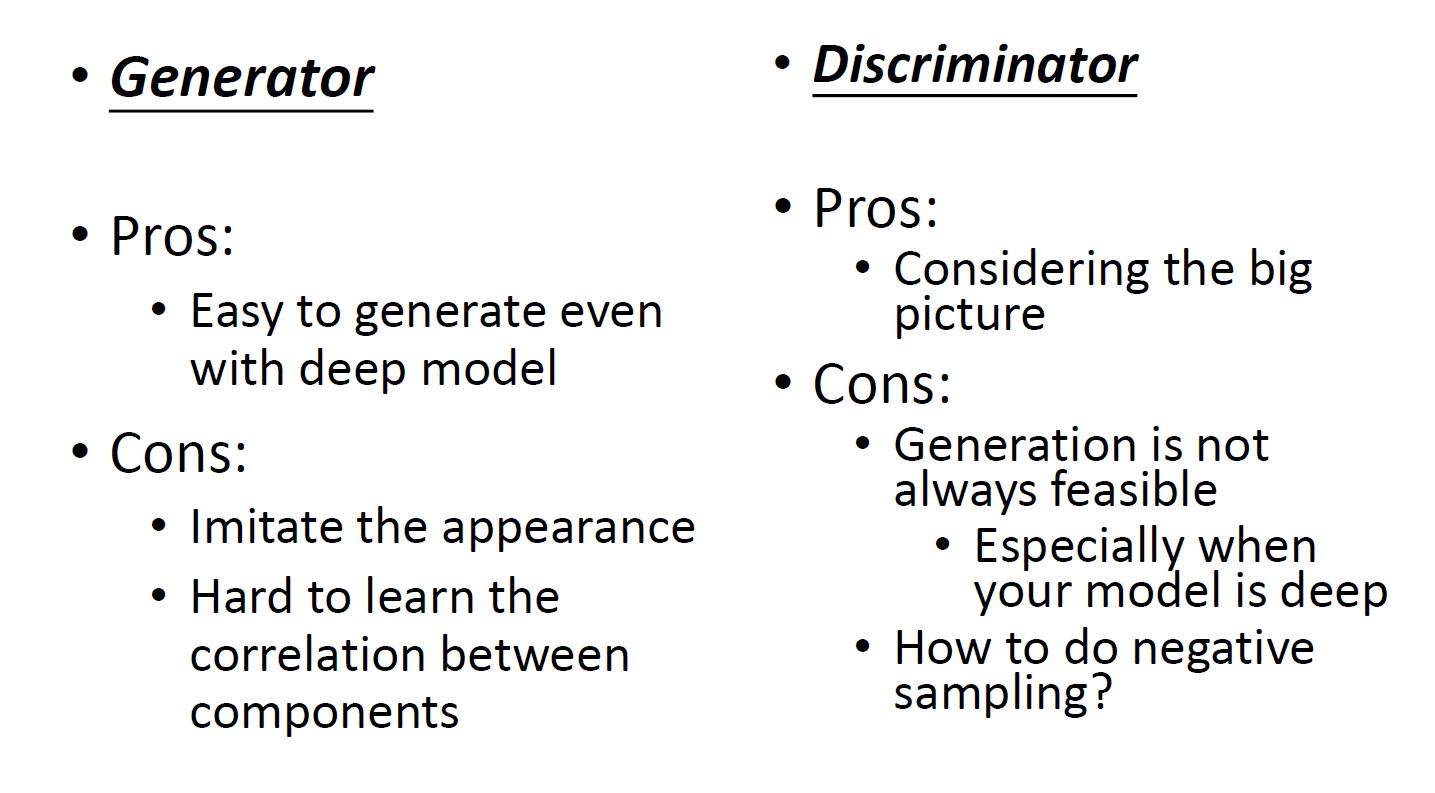 • Generator
• Pros:
• Easy to generate even
with deep model
• Cons:
• Imitate the appearance
• Hard to learn the
correlation between
components
• Discriminator
• Pros:
• Considering the big
picture
• Cons:
• Generation is not
always feasible
• Especially when
your model is deep
• How to do negative
sampling?